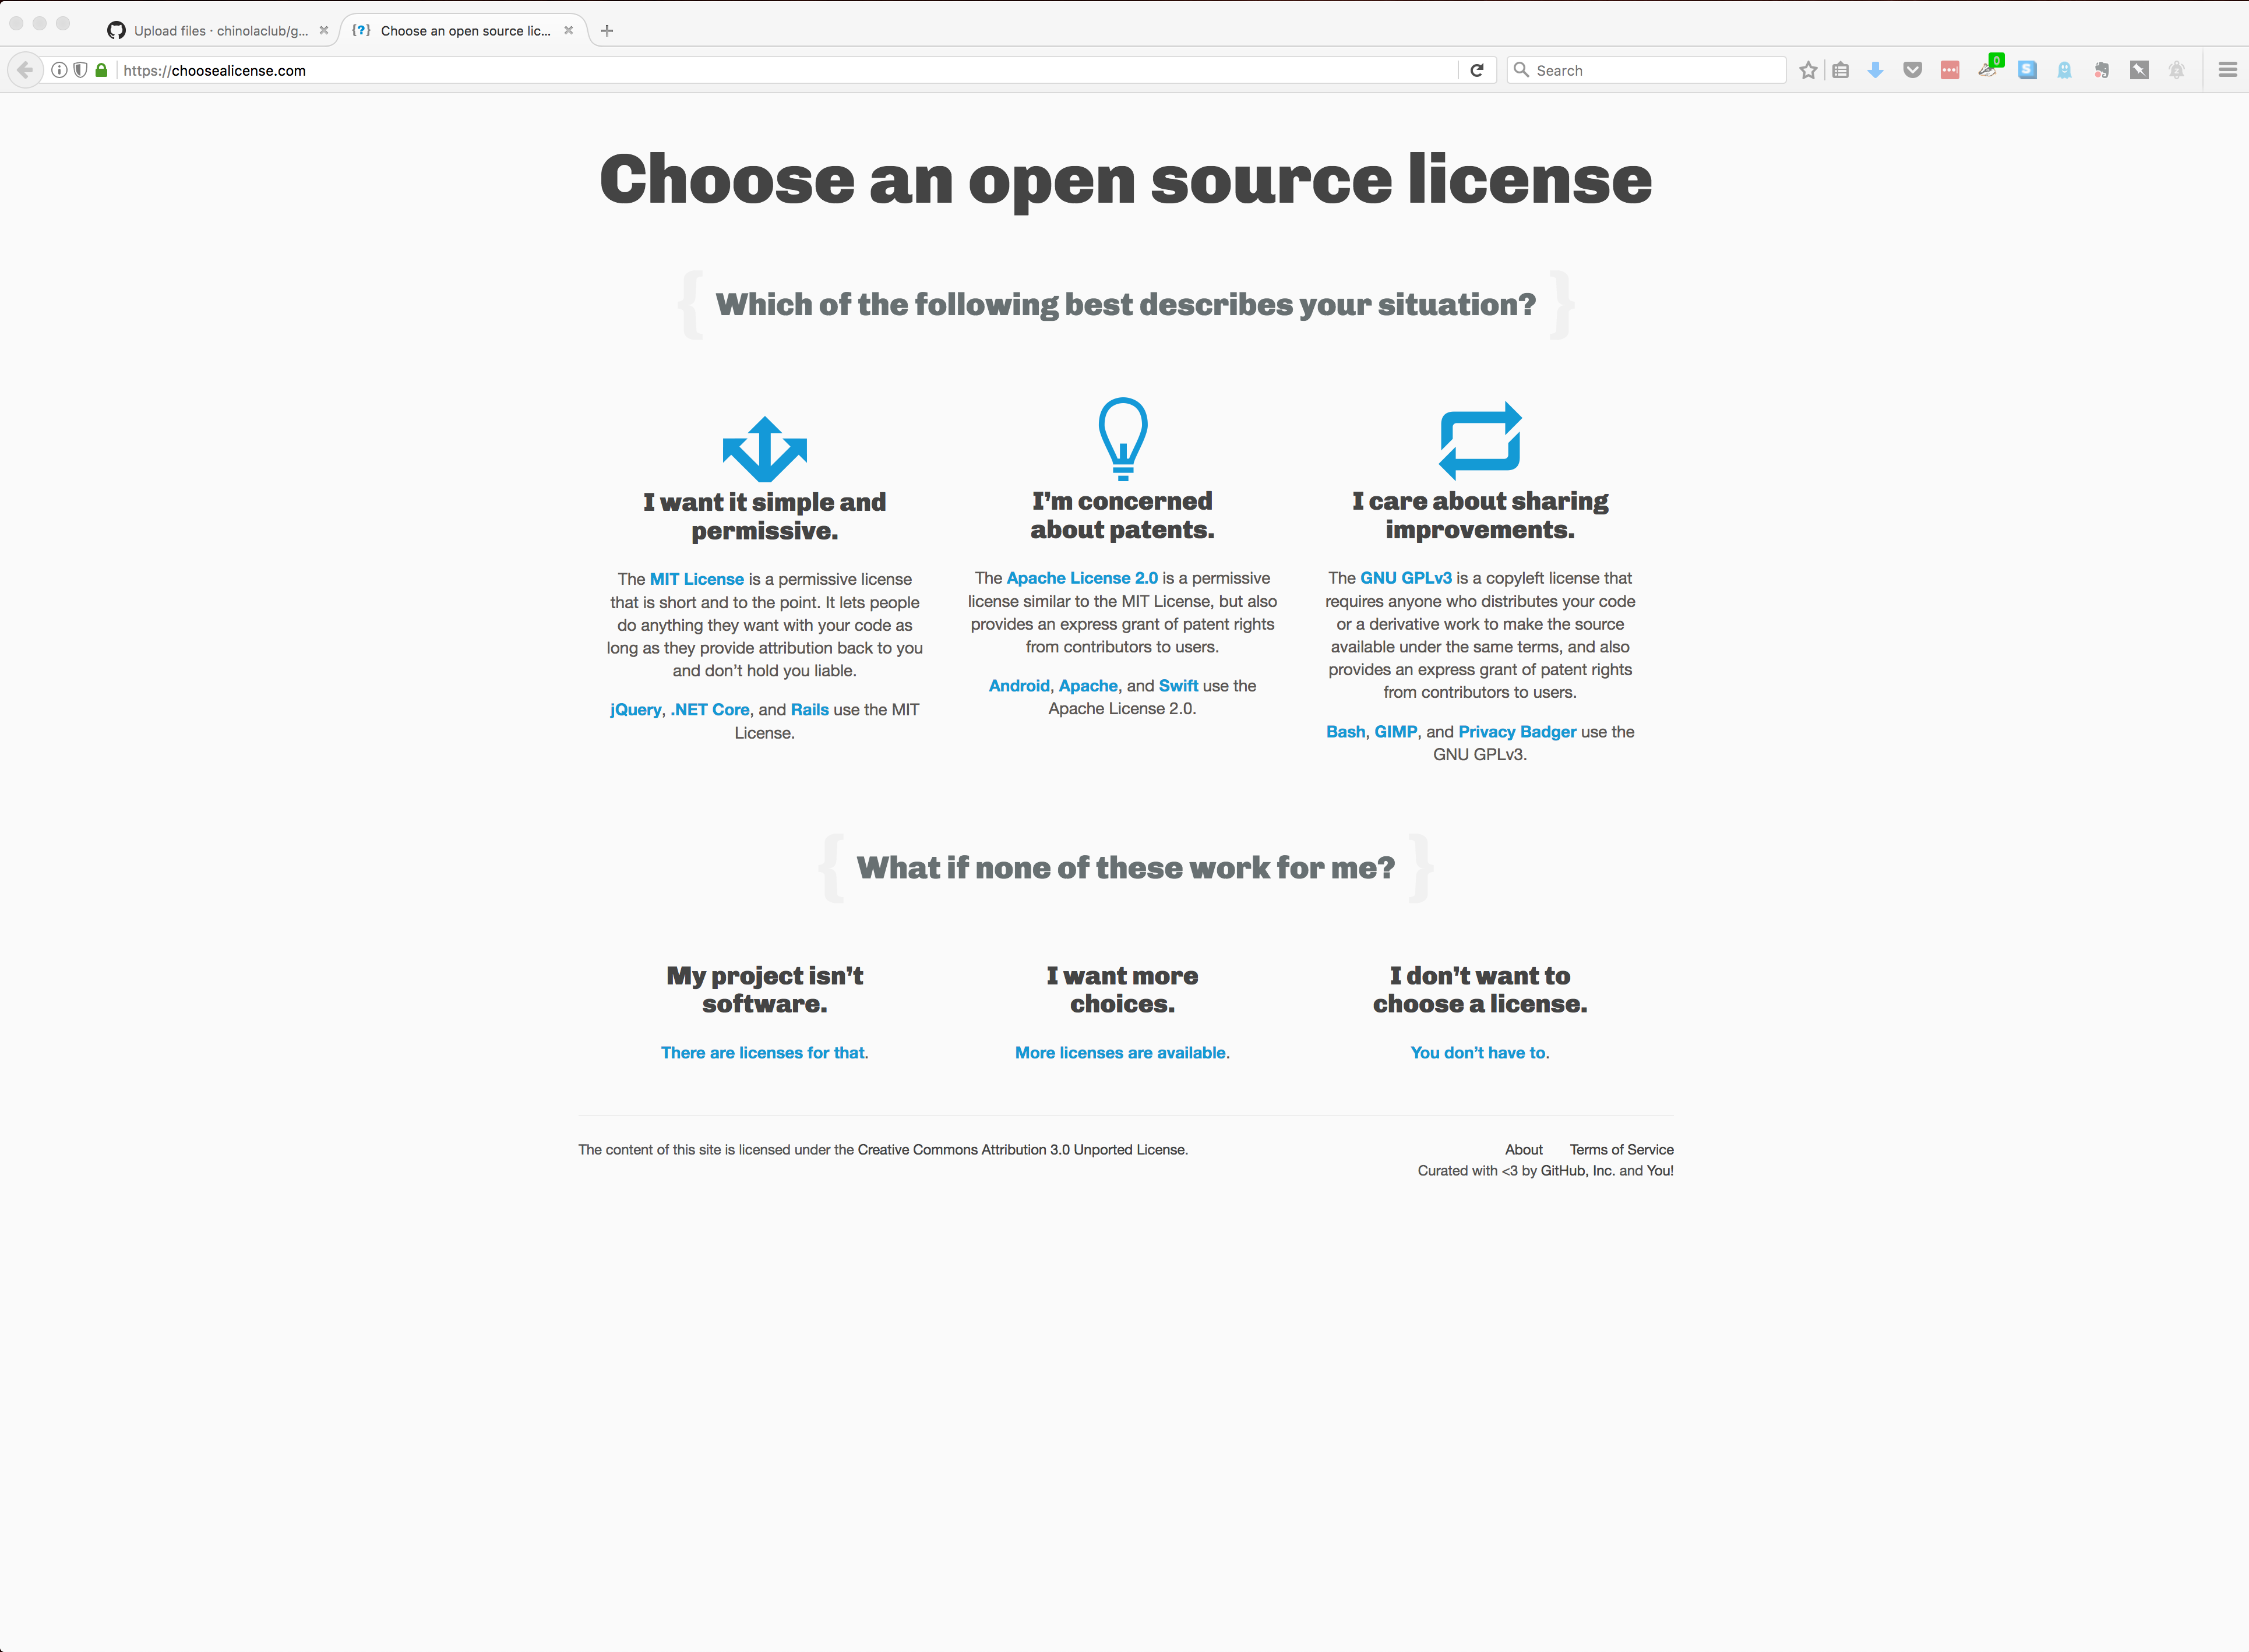 Upload files · chinolaclub/g...
{?} Choose an open source lic...
https://choosealicense.com
Search
0
S
Choose an open source license
{ Which of the following best describes your situation? }
I want it simple and
permissive.
The MIT License is a permissive license
that is short and to the point. It lets people
do anything they want with your code as
long as they provide attribution back to you
and don’t hold you liable.
jQuery, .NET Core, and Rails use the MIT
License.
I’m concerned
about patents.
The Apache License 2.0 is a permissive
license similar to the MIT License, but also
provides an express grant of patent rights
from contributors to users.
Android, Apache, and Swift use the
Apache License 2.0.
I care about sharing
improvements.
The GNU GPLv3 is a copyleft license that
requires anyone who distributes your code
or a derivative work to make the source
available under the same terms, and also
provides an express grant of patent rights
from contributors to users.
Bash, GIMP, and Privacy Badger use the
GNU GPLv3.
{ What if none of these work for me? }
My project isn’t
software.
There are licenses for that.
I want more
choices.
More licenses are available.
I don’t want to
choose a license.
You don’t have to.
The content of this site is licensed under the Creative Commons Attribution 3.0 Unported License.
About Terms of Service
Curated with <3 by GitHub, Inc. and You!